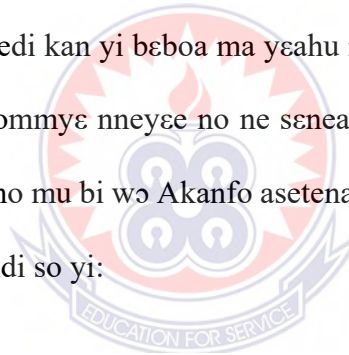 edi kan yi bɛboa ma yɛahu
ommyɛ nneyɛe no ne sɛnea
no mu bi wɔ Akanfo asetena
di so yi:
EDUCATION FOR SERVICE